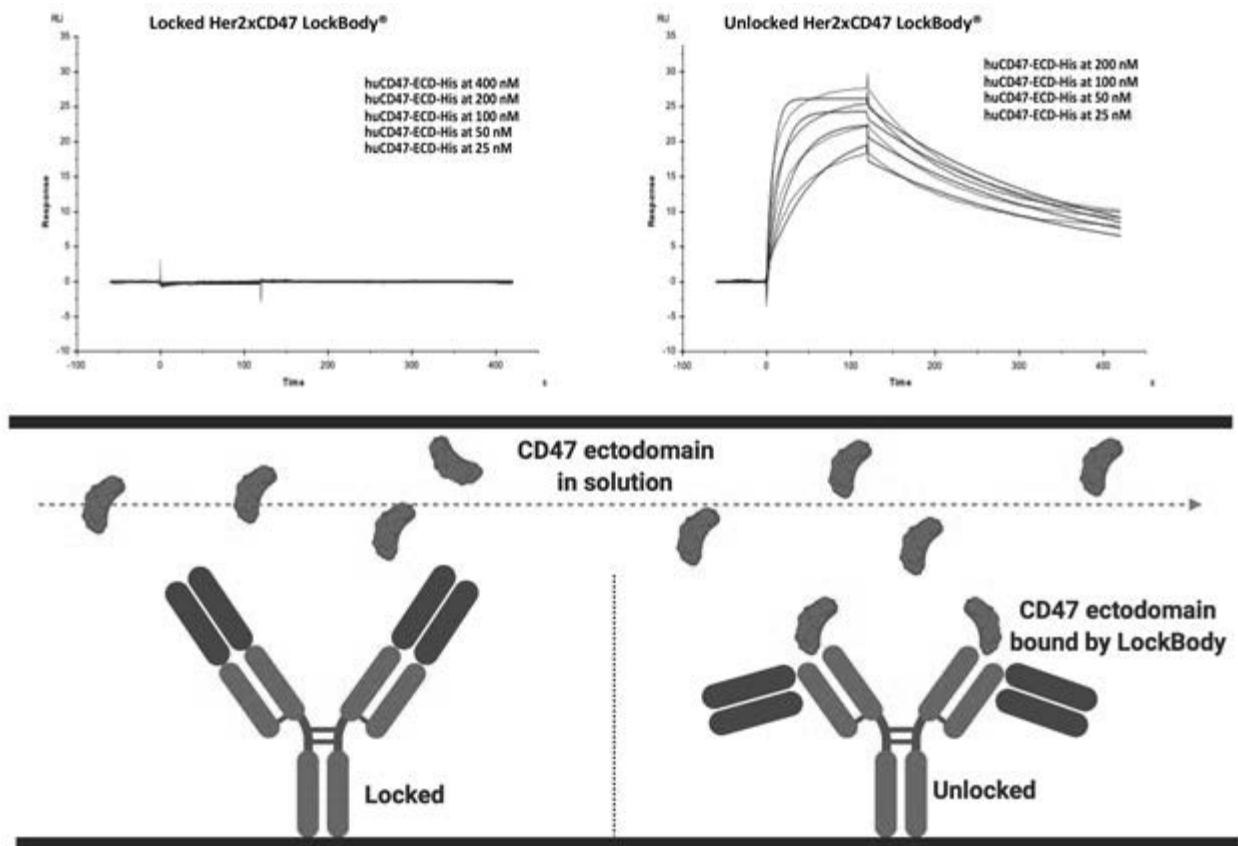 RU
Locked Her2xCD47 LockBody®
35
30
25
20
15
10
5
0
-5
-10
Response
huCD47-ECD-His at 400 nM
huCD47-ECD-His at 200 nM
huCD47-ECD-His at 100 nM
huCD47-ECD-His at 50 nM
huCD47-ECD-His at 25 nM
-100 0 100 200 300 400
Time
s
RU
Unlocked Her2xCD47 LockBody®
35
30
25
20
15
10
5
0
-5
-10
Response
huCD47-ECD-His at 200 nM
huCD47-ECD-His at 100 nM
huCD47-ECD-His at 50 nM
huCD47-ECD-His at 25 nM
-100 0 100 200 300 400
Time
s
CD47 ectodomain
in solution
CD47 ectodomain
bound by LockBody
Locked
Unlocked